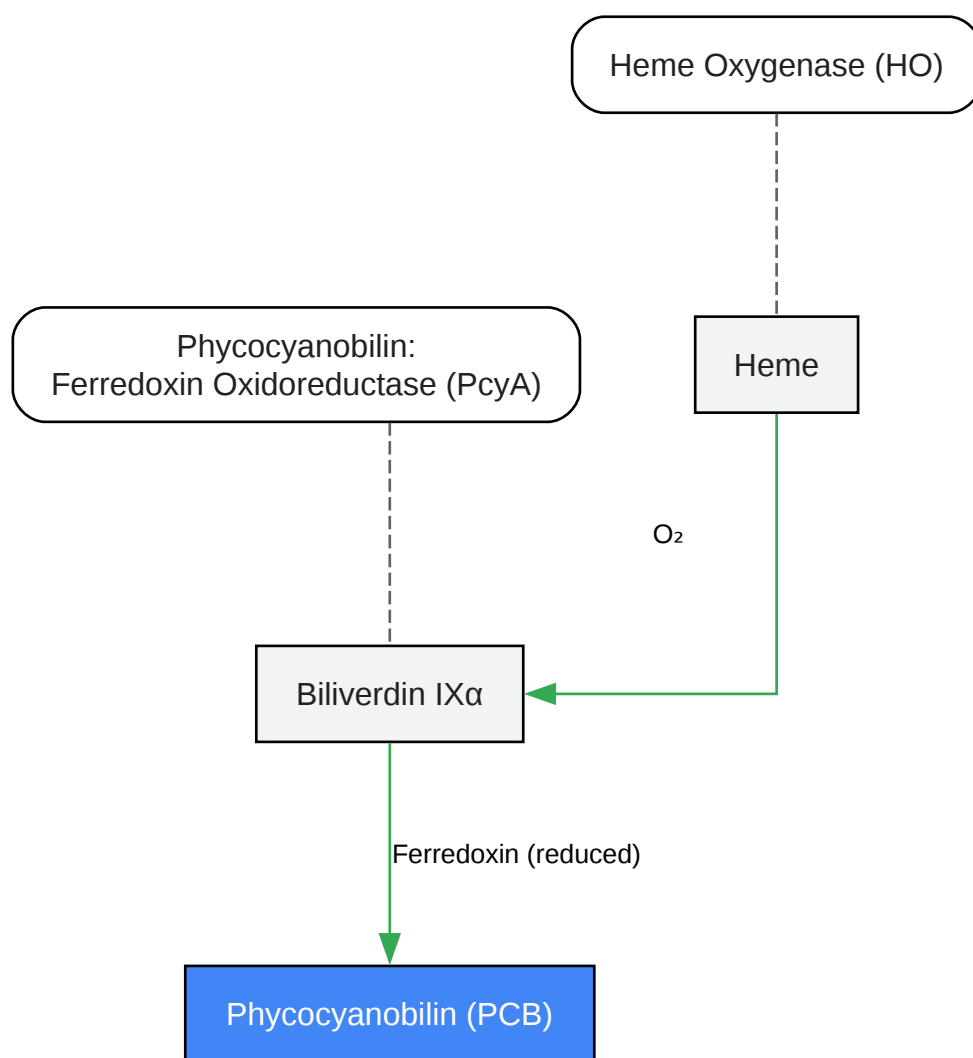 Heme Oxygenase (HO)
Phycocyanobilin:
Ferredoxin Oxidoreductase (PcyA)
Heme
O₂
Biliverdin IXα
Ferredoxin (reduced)
Phycocyanobilin (PCB)